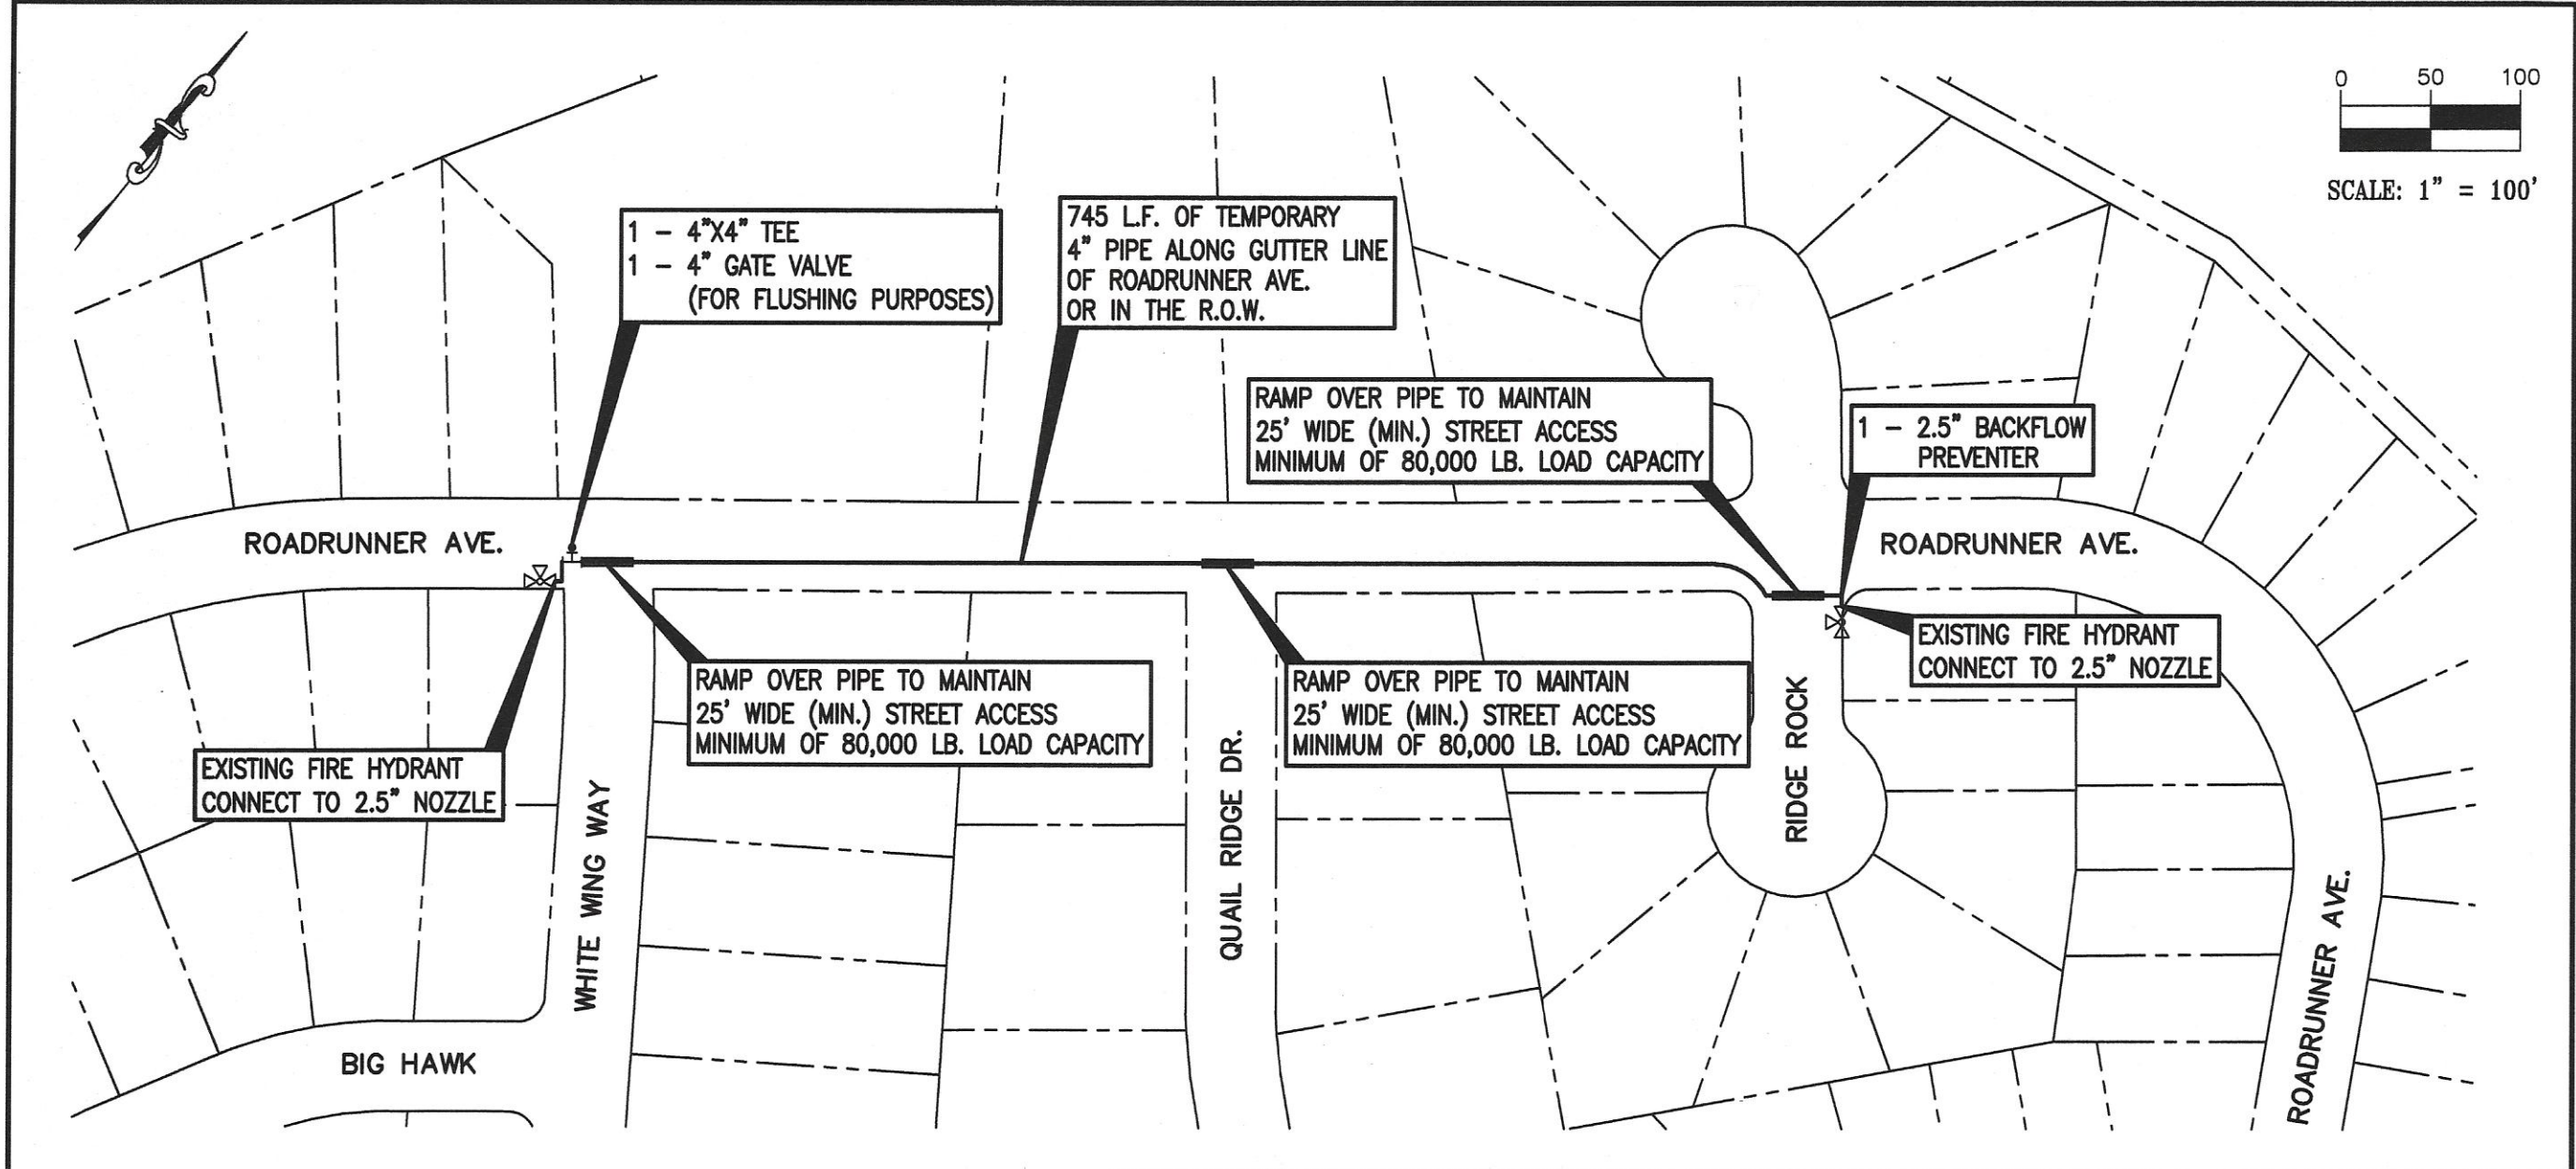 0 50 100
SCALE: 1" = 100'
1 - 4"X4" TEE
1 - 4" GATE VALVE
(FOR FLUSHING PURPOSES)
745 L.F. OF TEMPORARY
4" PIPE ALONG GUTTER LINE
OF ROADRUNNER AVE.
OR IN THE R.O.W.
RAMP OVER PIPE TO MAINTAIN
25' WIDE (MIN.) STREET ACCESS
MINIMUM OF 80,000 LB. LOAD CAPACITY
1 - 2.5" BACKFLOW
PREVENTER
ROADRUNNER AVE.
ROADRUNNER AVE.
EXISTING FIRE HYDRANT
CONNECT TO 2.5" NOZZLE
RAMP OVER PIPE TO MAINTAIN
25' WIDE (MIN.) STREET ACCESS
MINIMUM OF 80,000 LB. LOAD CAPACITY
RAMP OVER PIPE TO MAINTAIN
25' WIDE (MIN.) STREET ACCESS
MINIMUM OF 80,000 LB. LOAD CAPACITY
EXISTING FIRE HYDRANT
CONNECT TO 2.5" NOZZLE
WHITE WING WAY
QUAIL RIDGE DR.
RIDGE ROCK
ROADRUNNER AVE.
BIG HAWK